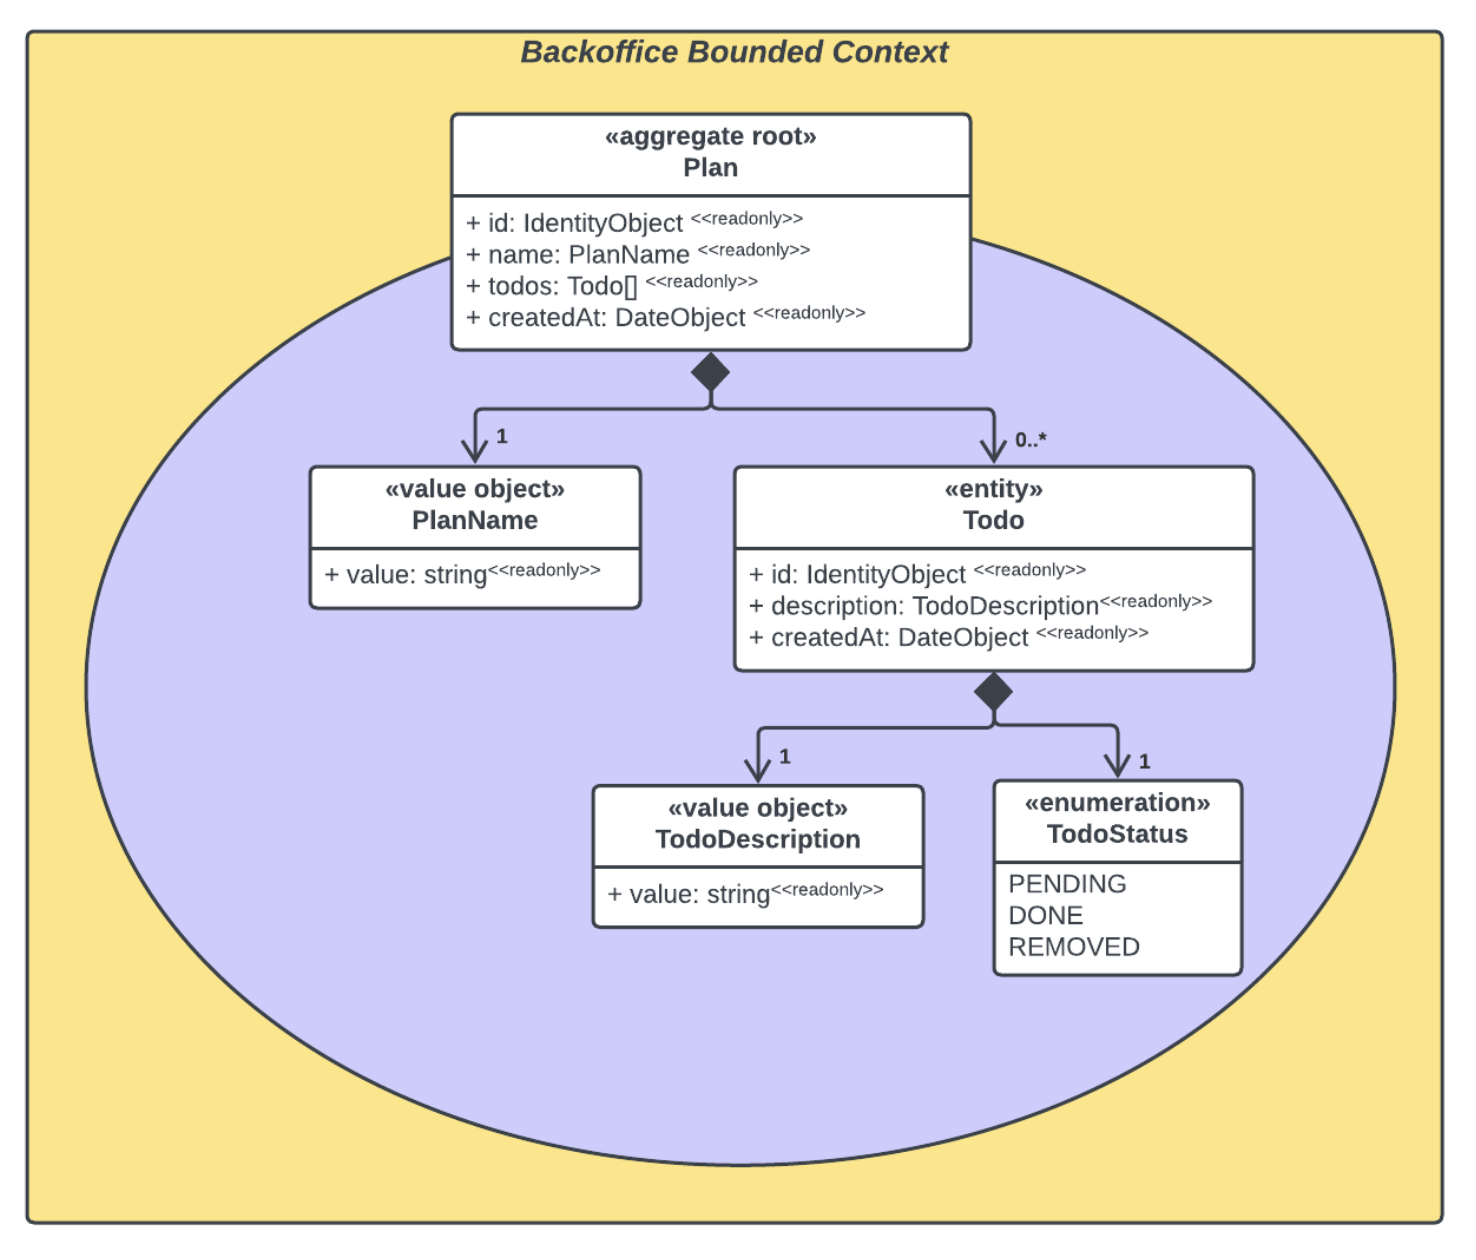 Backoffice Bounded Context
«aggregate root»
Plan
+ id: IdentityObject <<readonly>>
+ name: PlanName <<readonly>>
+ todos: Todo[] <<readonly>>
+ createdAt: DateObject <<readonly>>
1
0..*
«value object»
PlanName
+ value: string<<readonly>>
«entity»
Todo
+ id: IdentityObject <<readonly>>
+ description: TodoDescription<<readonly>>
+ createdAt: DateObject <<readonly>>
1
1
«value object»
TodoDescription
+ value: string<<readonly>>
«enumeration»
TodoStatus
PENDING
DONE
REMOVED